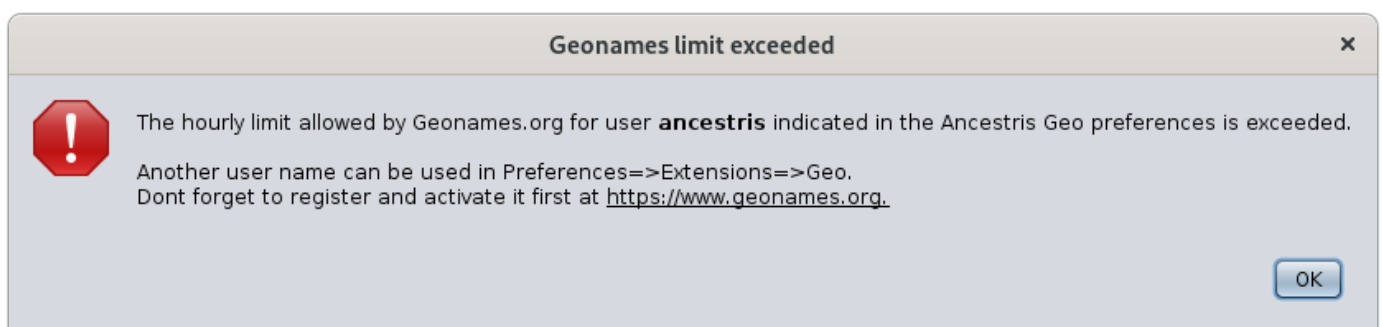 Geonames limit exceeded
The hourly limit allowed by Geonames.org for user ancestris indicated in the Ancestris Geo preferences is exceeded.
Another user name can be used in Preferences=>Extensions=>Geo.
Dont forget to register and activate it first at https://www.geonames.org.
OK